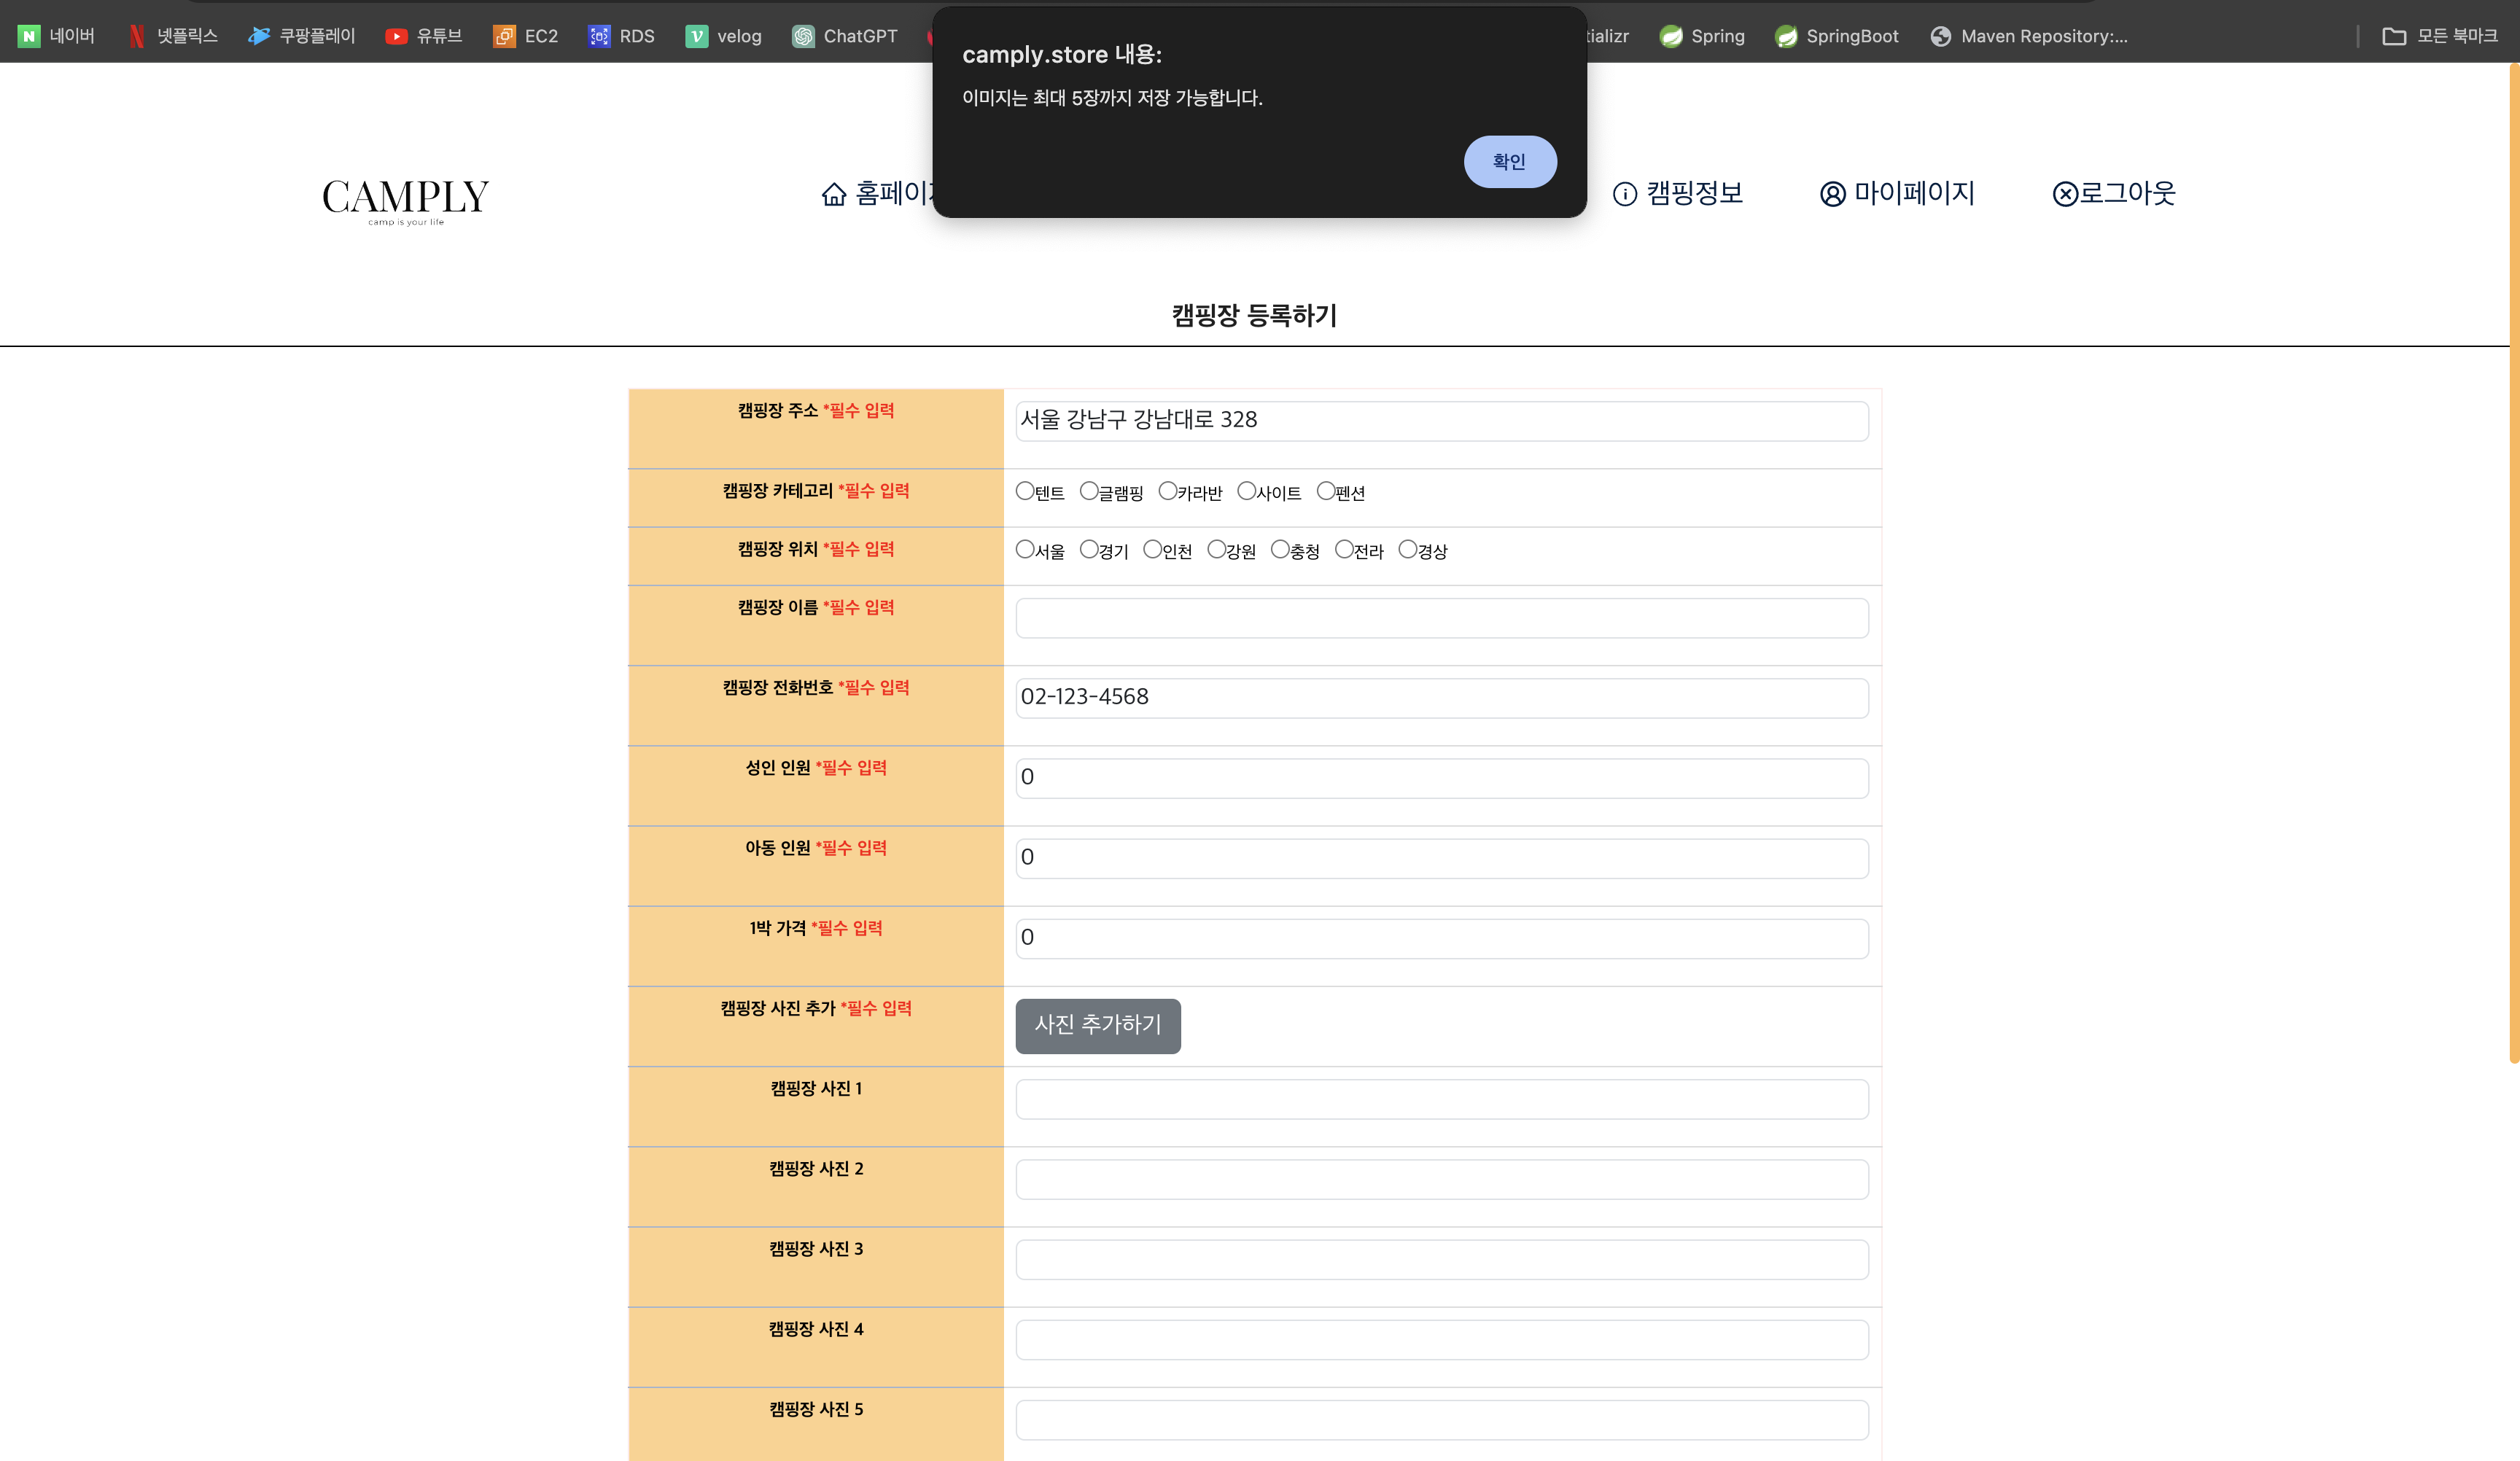 네이버 넷플릭스 쿠팡플레이 유튜브 EC2 RDS velog ChatGPT tializr Spring SpringBoot Maven Repository:... 모든 북마크
camply.store 내용:
이미지는 최대 5장까지 저장 가능합니다.
확인
CAMPLY
camp is your life
홈페이지 캠핑정보 마이페이지 로그아웃
캠핑장 등록하기
캠핑장 주소 *필수 입력 서울 강남구 강남대로 328
캠핑장 카테고리 *필수 입력 텐트 글램핑 카라반 사이트 펜션
캠핑장 위치 *필수 입력 서울 경기 인천 강원 충청 전라 경상
캠핑장 이름 *필수 입력
캠핑장 전화번호 *필수 입력 02-123-4568
성인 인원 *필수 입력 0
아동 인원 *필수 입력 0
1박 가격 *필수 입력 0
캠핑장 사진 추가 *필수 입력 사진 추가하기
캠핑장 사진 1
캠핑장 사진 2
캠핑장 사진 3
캠핑장 사진 4
캠핑장 사진 5